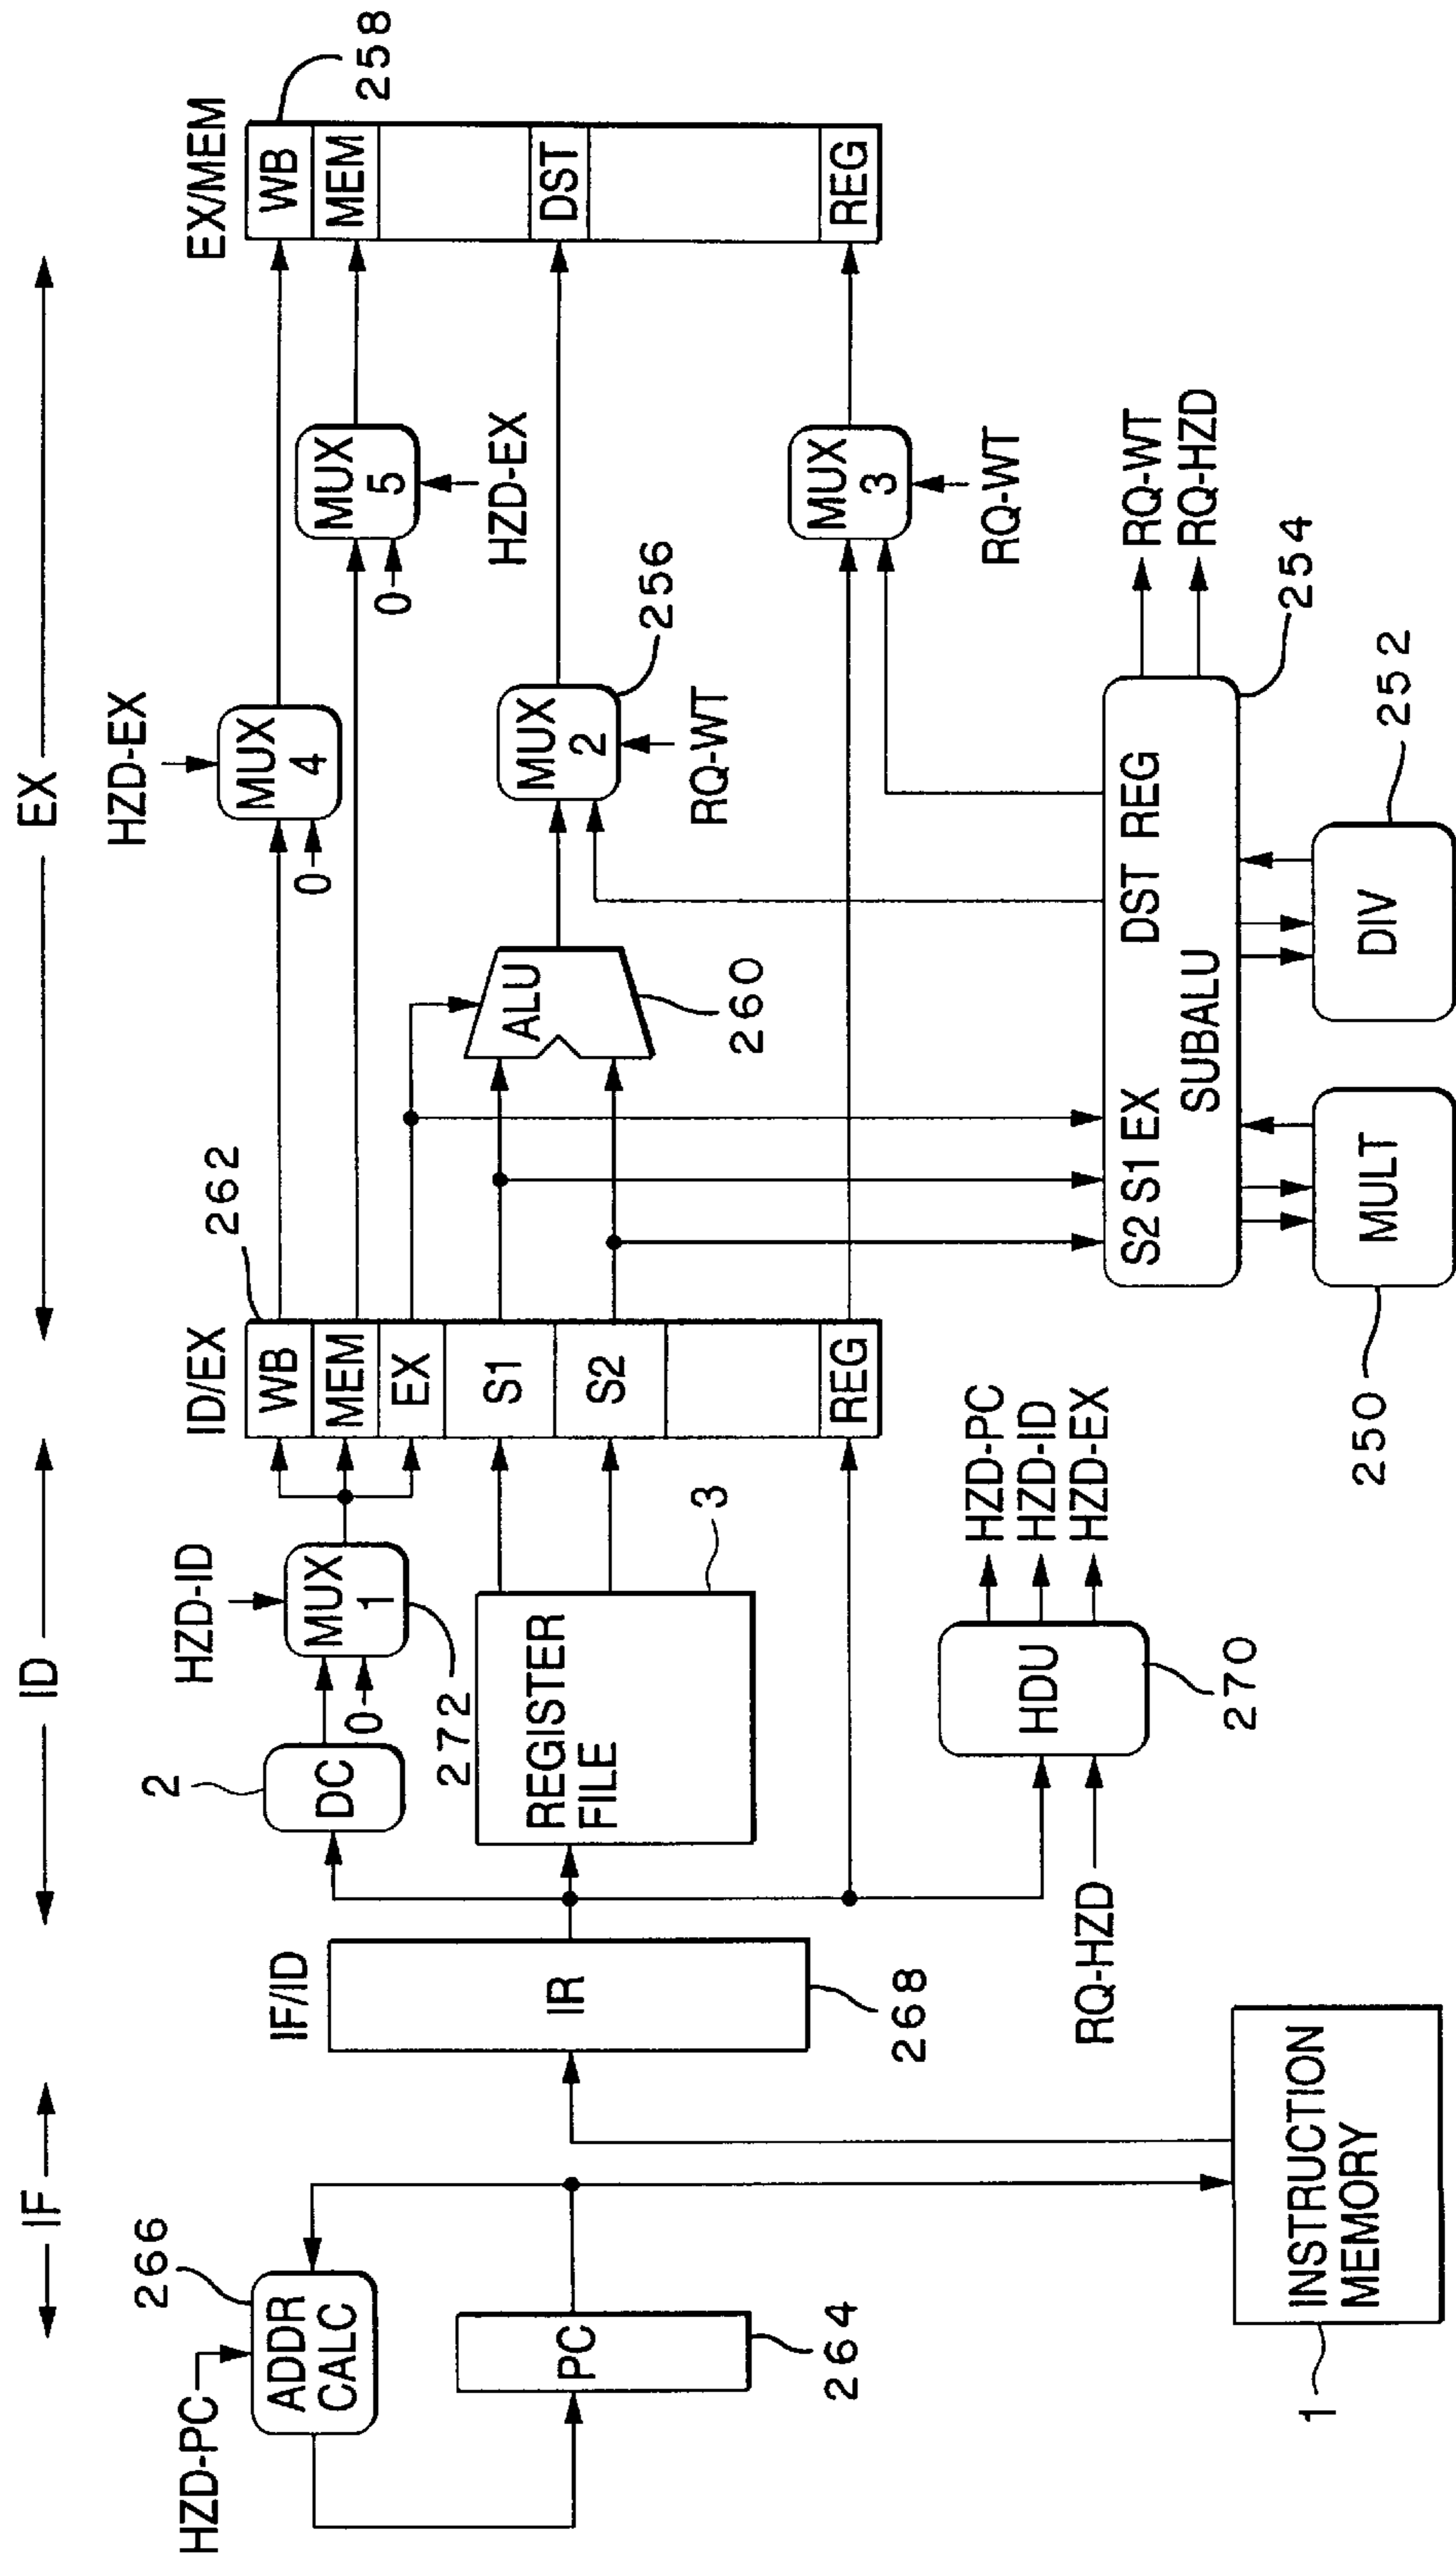 IF
ID
EX
HZD-PC
266
ADDR
CALC
PC
264
INSTRUCTION
MEMORY
1
IF/ID
IR
268
2
DC
0
HZD-ID
MUX
1
272
REGISTER
FILE
3
RQ-HZD
HDU
270
HZD-PC
HZD-ID
HZD-EX
ID/EX
262
WB
MEM
EX
S1
S2
REG
ALU
260
HZD-EX
MUX
4
0
MUX
5
0
HZD-EX
MUX
2
256
RQ-WT
MUX
3
RQ-WT
S2 S1 EX
DST REG
SUBALU
254
RQ-WT
RQ-HZD
MULT
250
DIV
252
EX/MEM
WB
MEM
DST
REG
258